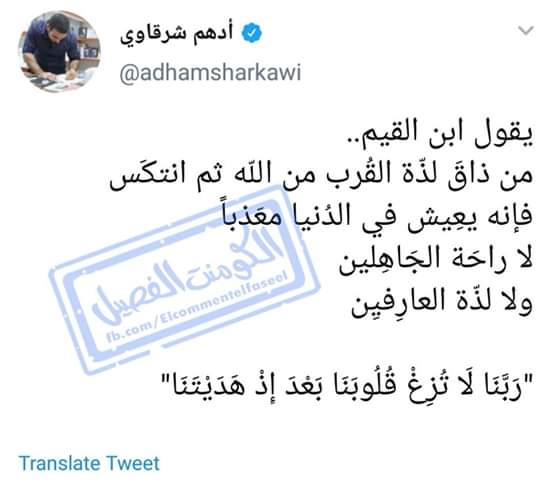 أدهم شرقاوي
@adhamsharkawi
يقول ابن القيم..
من ذاقَ لذّة القُرب من الله ثم انتكَس
فإنه يعِيش في الدُنيا معَذباً
لا راحَة الجَاهِلين
ولا لذّة العارِفيِن
الكومنت الفصيل
fb.com/Elcommentelfaseel
"رَبَّنَا لَا تُزِغْ قُلُوبَنَا بَعْدَ إِذْ هَدَيْتَنَا"
Translate Tweet